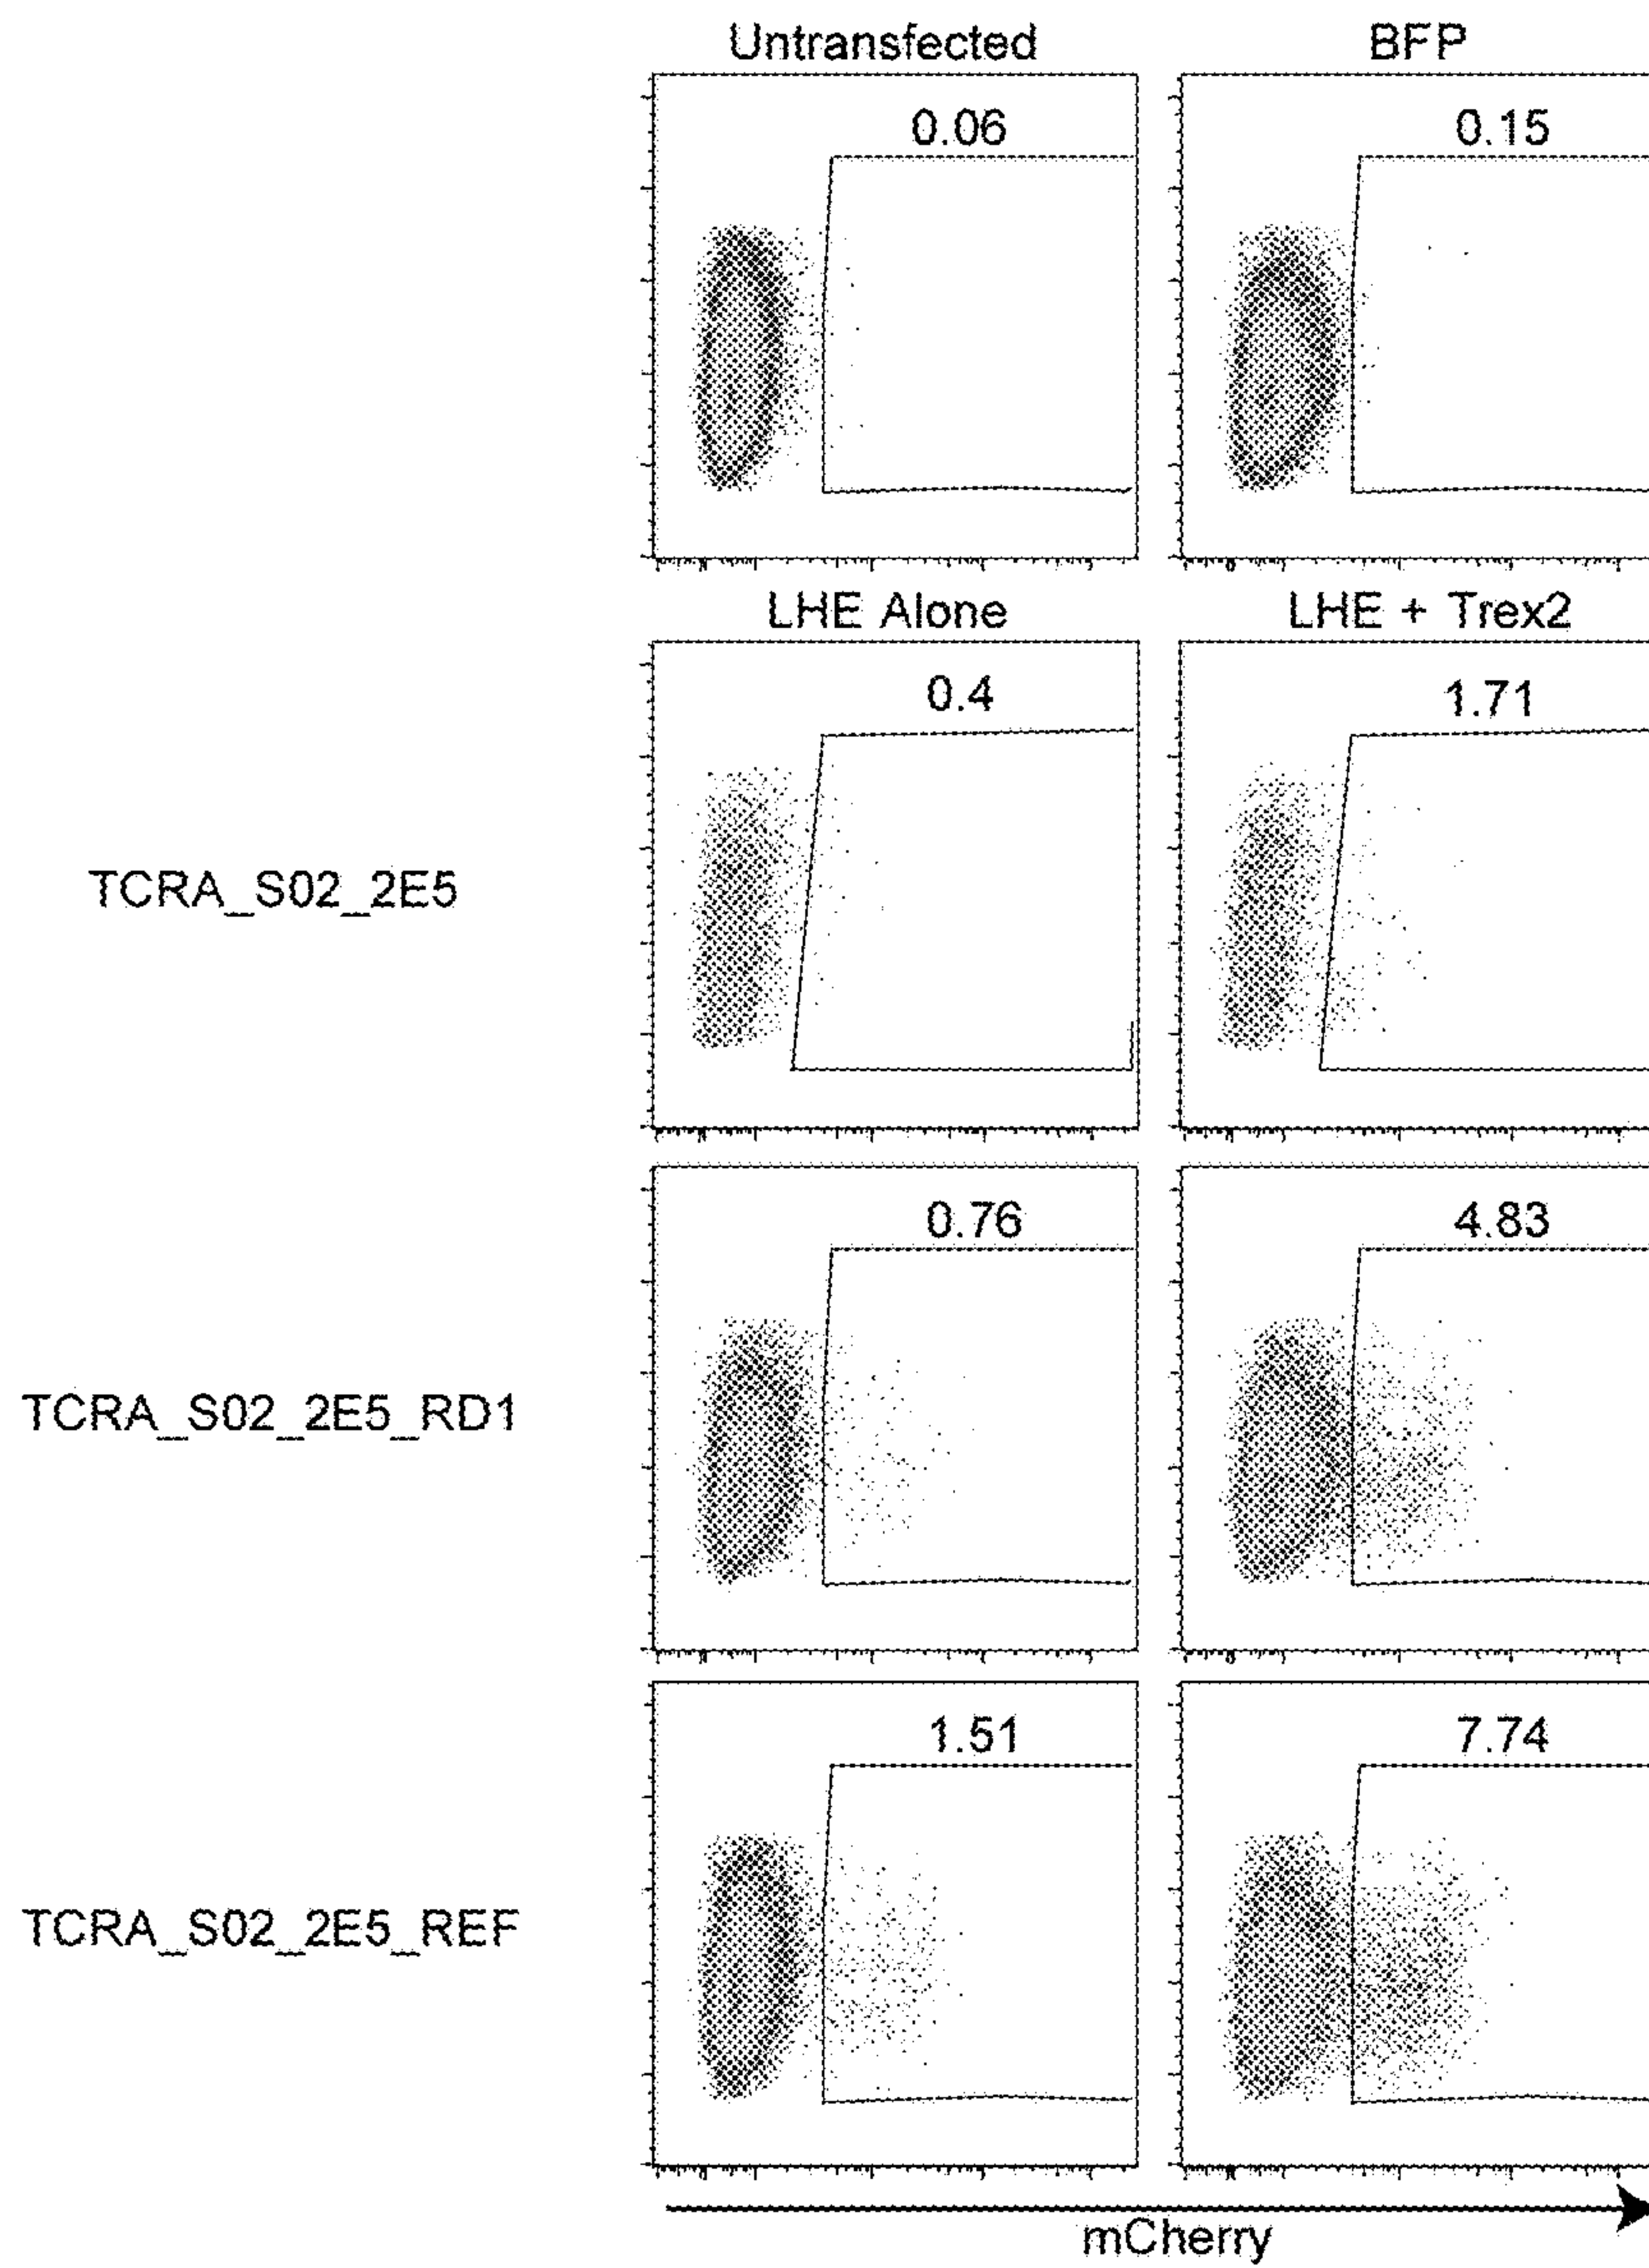 Untransfected BFP
0.06 0.15
LHE Alone LHE + Trex2
0.4 1.71
TCRA_S02_2E5
0.76 4.83
TCRA_S02_2E5_RD1
1.51 7.74
TCRA_S02_2E5_REF
mCherry